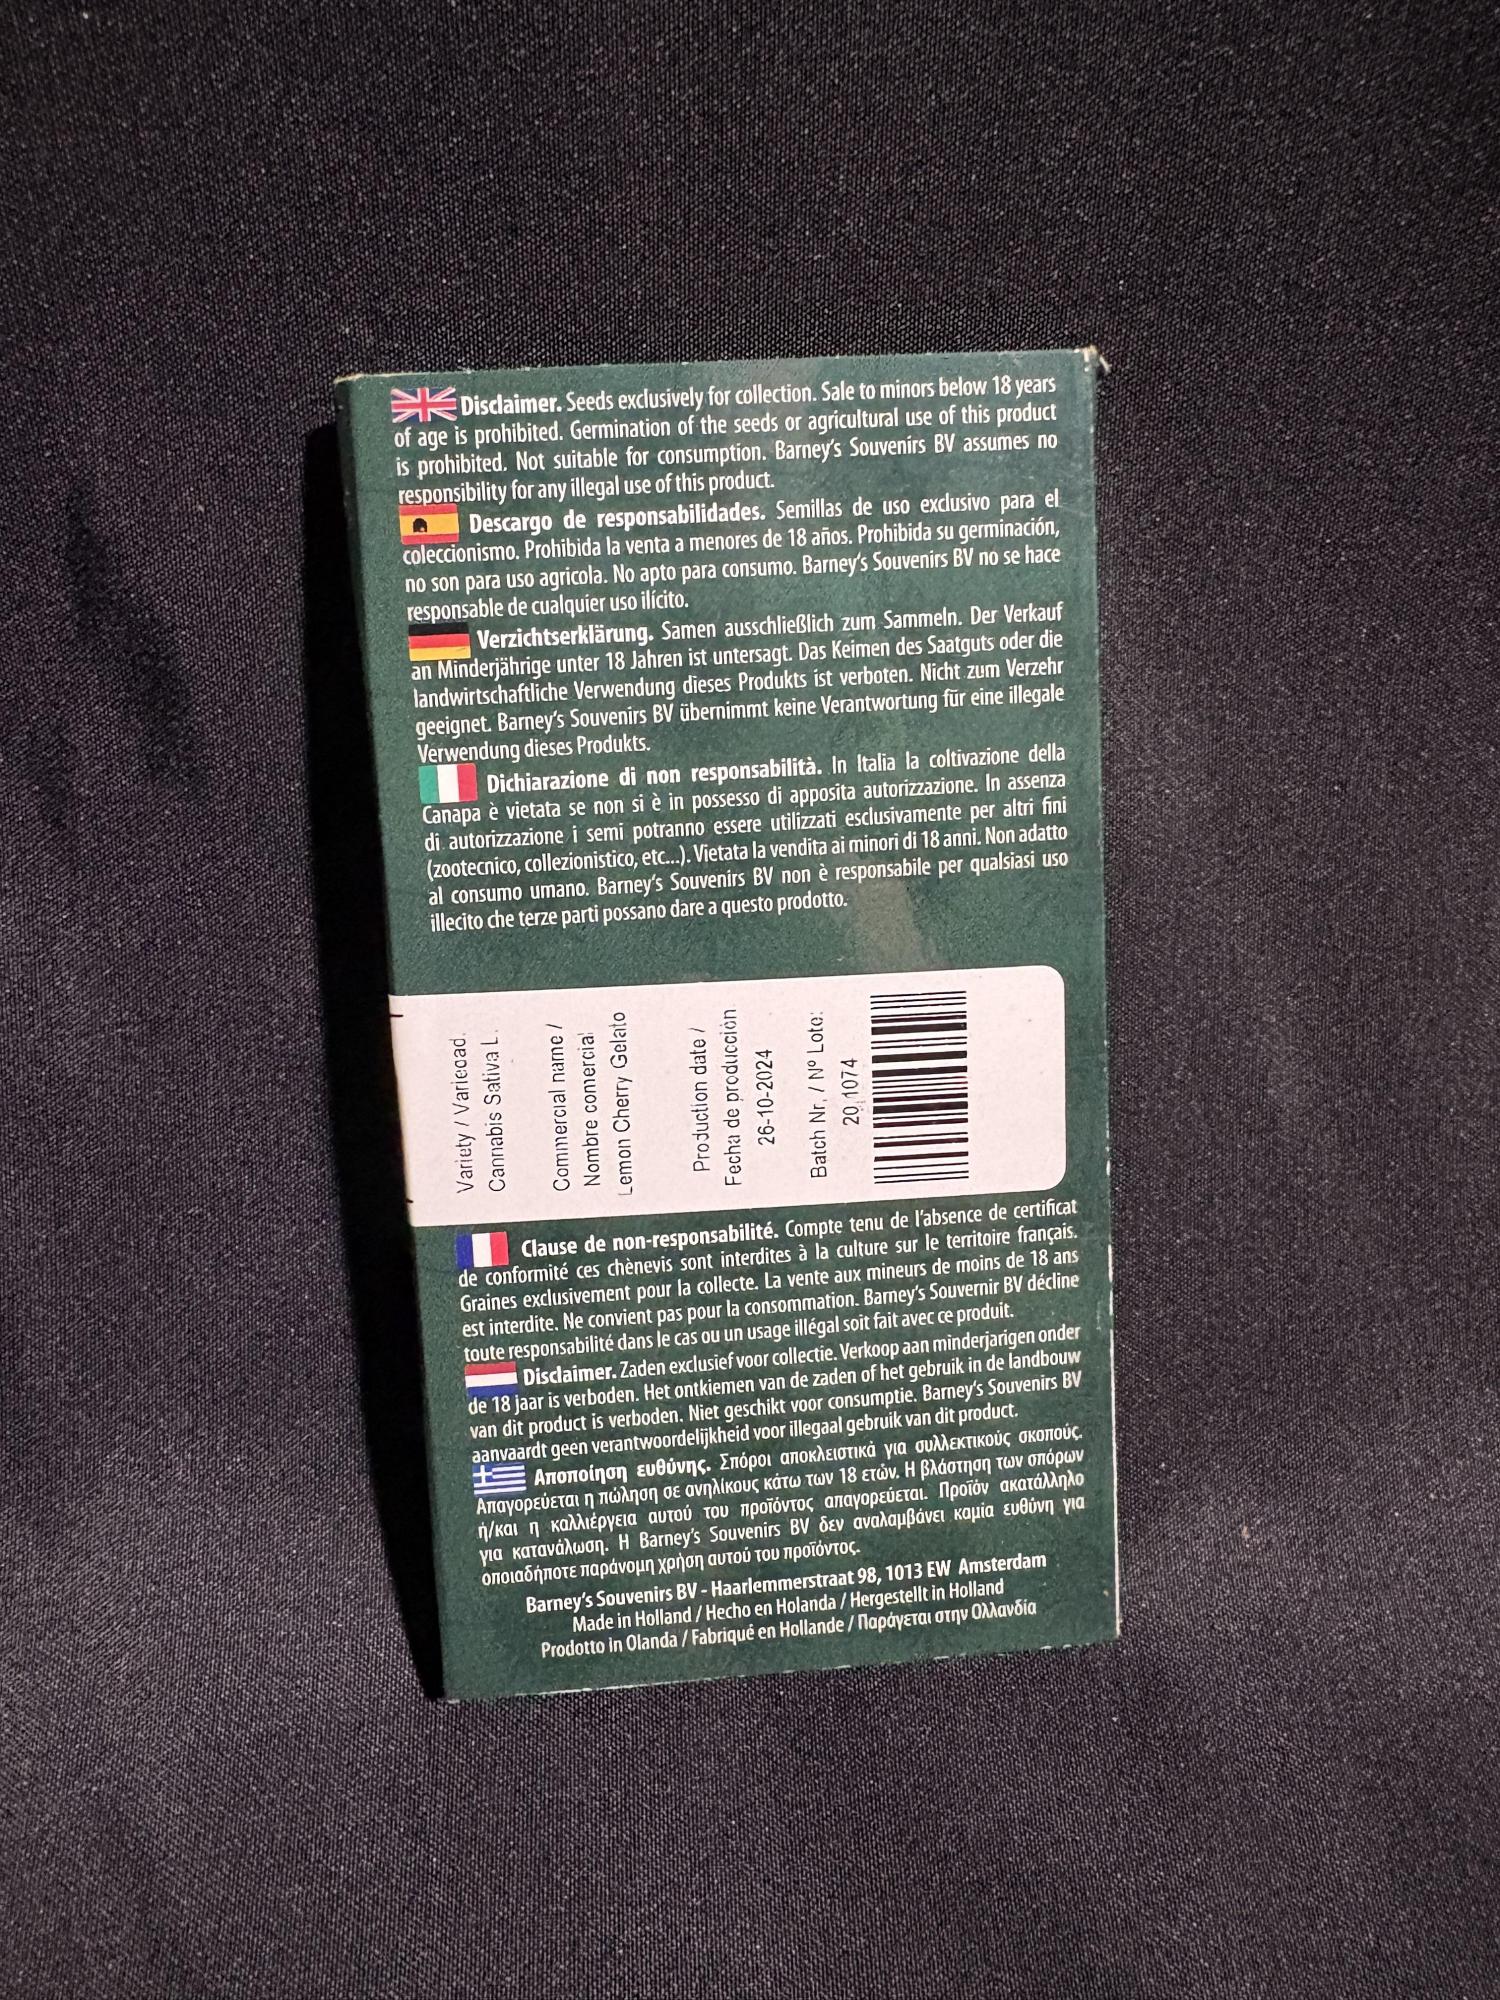 Disclaimer. Seeds exclusively for collection. Sale to minors below 18 years
of age is prohibited. Germination of the seeds or agricultural use of this product
is prohibited. Not suitable for consumption. Barney's Souvenirs BV assumes no
responsibility for any illegal use of this product.
Descargo de responsabilidades. Semillas de uso exclusivo para el
coleccionismo. Prohibida la venta a menores de 18 años. Prohibida su germinación,
no son para uso agricola. No apto para consumo. Barney's Souvenirs BV no se hace
responsable de cualquier uso ilícito.
Verzichtserklärung. Samen ausschließlich zum Sammeln. Der Verkauf
an Minderjährige unter 18 Jahren ist untersagt. Das Keimen des Saatguts oder die
landwirtschaftliche Verwendung dieses Produkts ist verboten. Nicht zum Verzehr
geeignet. Barney's Souvenirs BV übernimmt keine Verantwortung für eine illegale
Verwendung dieses Produkts.
Dichiarazione di non responsabilità. In Italia la coltivazione della
Canapa è vietata se non si è in possesso di apposita autorizzazione. In assenza
di autorizzazione i semi potranno essere utilizzati esclusivamente per altri fini
(zootecnico, collezionistico, etc...). Vietata la vendita ai minori di 18 anni. Non adatto
al consumo umano. Barney's Souvenirs BV non è responsabile per qualsiasi uso
illecito che terze parti possano dare a questo prodotto.
Variety / Variedad
Cannabis Sativa L.
Commercial name /
Nombre comercial
Lemon Cherry Gelato
Production date /
Fecha de producción
26-10-2024
Batch Nr. / Nº Lote:
201074
Clause de non-responsabilité. Compte tenu de l'absence de certificat
de conformité ces chènevis sont interdites à la culture sur le territoire français.
Graines exclusivement pour la collecte. La vente aux mineurs de moins de 18 ans
est interdite. Ne convient pas pour la consommation. Barney's Souvernir BV décline
toute responsabilité dans le cas ou un usage illégal soit fait avec ce produit.
Disclaimer. Zaden exclusief voor collectie. Verkoop aan minderjarigen onder
de 18 jaar is verboden. Het ontkiemen van de zaden of het gebruik in de landbouw
van dit product is verboden. Niet geschikt voor consumptie. Barney's Souvenirs BV
aanvaardt geen verantwoordelijkheid voor illegaal gebruik van dit product.
Αποποίηση ευθύνης. Σπόροι αποκλειστικά για συλλεκτικούς σκοπούς.
Απαγορεύεται η πώληση σε ανηλίκους κάτω των 18 ετών. Η βλάστηση των σπόρων
ή/και η καλλιέργεια αυτού του προϊόντος απαγορεύεται. Προϊόν ακατάλληλο
για κατανάλωση. Η Barney's Souvenirs BV δεν αναλαμβάνει καμία ευθύνη για
οποιαδήποτε παράνομη χρήση αυτού του προϊόντος.
Barney's Souvenirs BV - Haarlemmerstraat 98, 1013 EW Amsterdam
Made in Holland / Hecho en Holanda / Hergestellt in Holland
Prodotto in Olanda / Fabriqué en Hollande / Παράγεται στην Ολλανδία